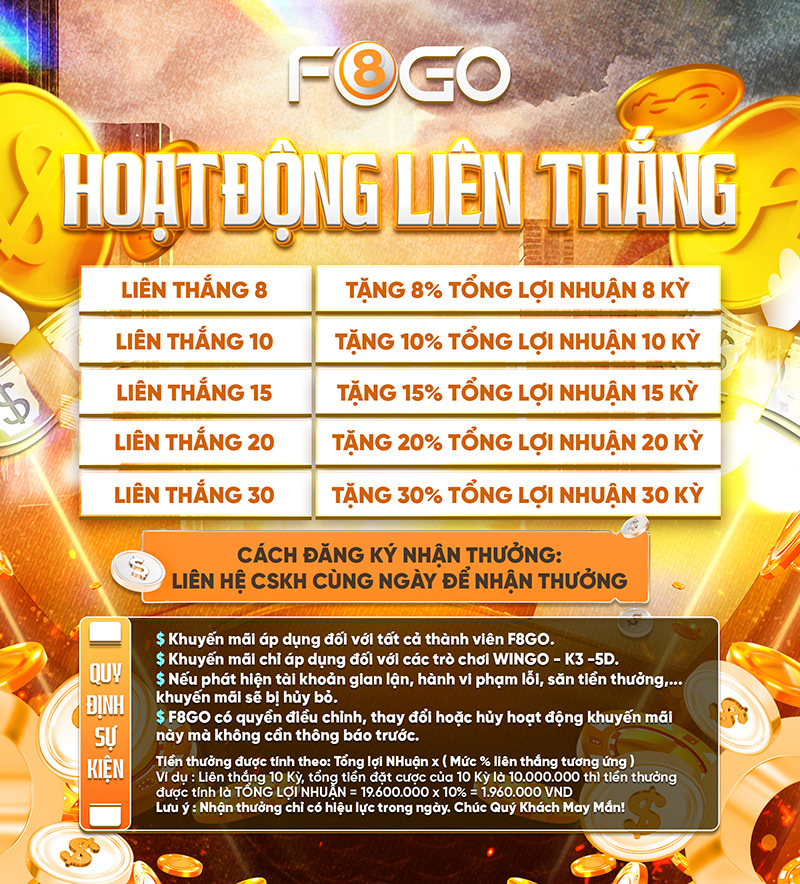 F8GO
HOẠT ĐỘNG LIÊN THẮNG
LIÊN THẮNG 8 TẶNG 8% TỔNG LỢI NHUẬN 8 KỲ
LIÊN THẮNG 10 TẶNG 10% TỔNG LỢI NHUẬN 10 KỲ
LIÊN THẮNG 15 TẶNG 15% TỔNG LỢI NHUẬN 15 KỲ
LIÊN THẮNG 20 TẶNG 20% TỔNG LỢI NHUẬN 20 KỲ
LIÊN THẮNG 30 TẶNG 30% TỔNG LỢI NHUẬN 30 KỲ
CÁCH ĐĂNG KÝ NHẬN THƯỞNG:
LIÊN HỆ CSKH CÙNG NGÀY ĐỂ NHẬN THƯỞNG
QUY
ĐỊNH
SỰ
KIỆN
$ Khuyến mãi áp dụng đối với tất cả thành viên F8GO.
$ Khuyến mãi chỉ áp dụng đối với các trò chơi WINGO - K3 -5D.
$ Nếu phát hiện tài khoản gian lận, hành vi phạm lỗi, săn tiền thưởng,...
khuyến mãi sẽ bị hủy bỏ.
$ F8GO có quyền điều chỉnh, thay đổi hoặc hủy hoạt động khuyến mãi
này mà không cần thông báo trước.
Tiền thưởng được tính theo: Tổng lợi NHuận x ( Mức % liên thắng tương ứng )
Ví dụ : Liên thắng 10 Kỳ, tổng tiền đặt cược của 10 Kỳ là 10.000.000 thì tiền thưởng
được tính là TỔNG LỢI NHUẬN = 19.600.000 x 10% = 1.960.000 VND
Lưu ý : Nhận thưởng chỉ có hiệu lực trong ngày. Chúc Quý Khách May Mắn!